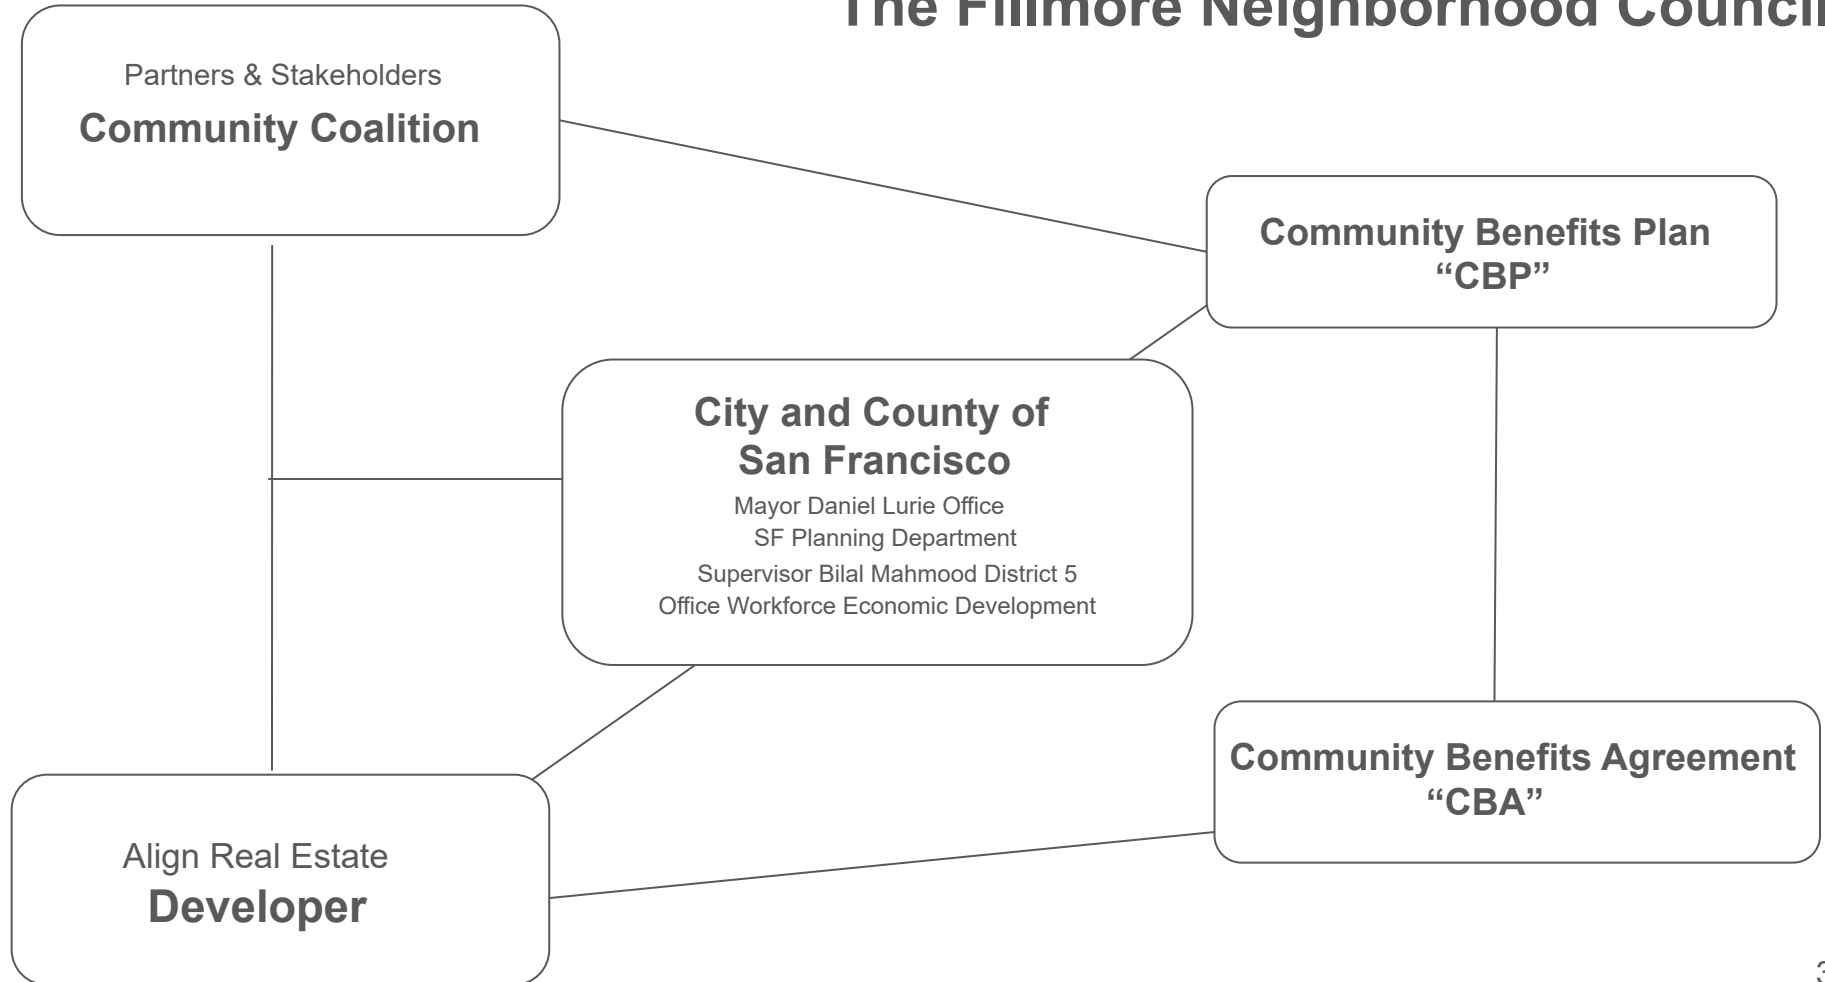 The Fillmore Neighborhood Council
Partners & Stakeholders
Community Coalition
Community Benefits Plan
“CBP”
City and County of
San Francisco
Mayor Daniel Lurie Office
SF Planning Department
Supervisor Bilal Mahmood District 5
Office Workforce Economic Development
Community Benefits Agreement
“CBA”
Align Real Estate
Developer
3